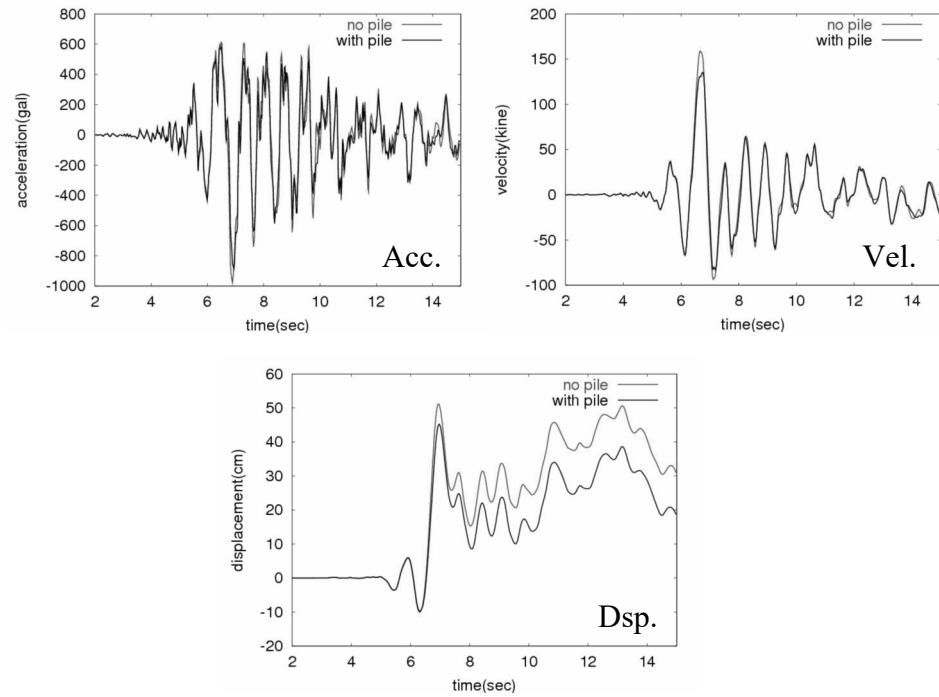 800
600
400
200
0
-200
-400
-600
-800
-1000
acceleration(gal)
no pile
with pile
Acc.
2 4 6 8 10 12 14
time(sec)
200
150
100
50
0
-50
-100
velocity(kine)
no pile
with pile
Vel.
2 4 6 8 10 12 14
time(sec)
60
50
40
30
20
10
0
-10
-20
displacement(cm)
no pile
with pile
Dsp.
2 4 6 8 10 12 14
time(sec)